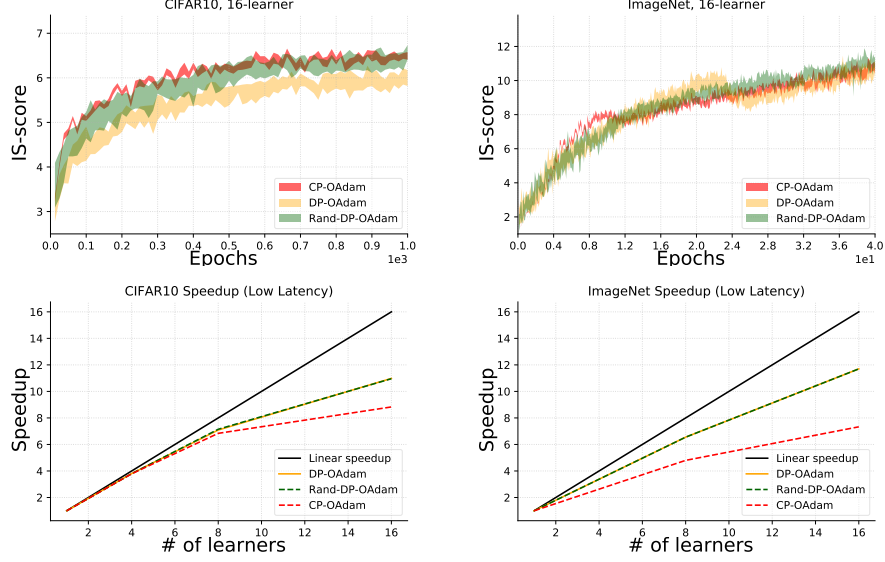 CIFAR10, 16-learner
IS-score
7
6
5
4
3
CP-OAdam
DP-OAdam
Rand-DP-OAdam
0.0 0.1 0.2 0.3 0.4 0.5 0.6 0.7 0.8 0.9 1.0
Epochs
1e3
ImageNet, 16-learner
IS-score
12
10
8
6
4
2
CP-OAdam
DP-OAdam
Rand-DP-OAdam
0.0 0.4 0.8 1.2 1.6 2.0 2.4 2.8 3.2 3.6 4.0
Epochs
1e1
CIFAR10 Speedup (Low Latency)
Speedup
16
14
12
10
8
6
4
2
Linear speedup
DP-OAdam
Rand-DP-OAdam
CP-OAdam
2 4 6 8 10 12 14 16
# of learners
ImageNet Speedup (Low Latency)
Speedup
16
14
12
10
8
6
4
2
Linear speedup
DP-OAdam
Rand-DP-OAdam
CP-OAdam
2 4 6 8 10 12 14 16
# of learners